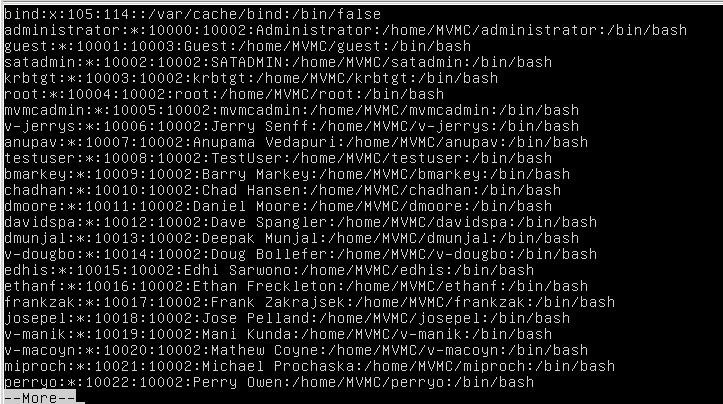 bind:x:105:114::/var/cache/bind:/bin/false
administrator:*:10000:10002:Administrator:/home/MVMC/administrator:/bin/bash
guest:*:10001:10003:Guest:/home/MVMC/guest:/bin/bash
satadmin:*:10002:10002:SATADMIN:/home/MVMC/satadmin:/bin/bash
krbtgt:*:10003:10002:krbtgt:/home/MVMC/krbtgt:/bin/bash
root:*:10004:10002:root:/home/MVMC/root:/bin/bash
mvmcadmin:*:10005:10002:mvmcadmin:/home/MVMC/mvmcadmin:/bin/bash
v-jerrys:*:10006:10002:Jerry Senff:/home/MVMC/v-jerrys:/bin/bash
anupav:*:10007:10002:Anupama Vedapuri:/home/MVMC/anupav:/bin/bash
testuser:*:10008:10002:TestUser:/home/MVMC/testuser:/bin/bash
bmarkey:*:10009:10002:Barry Markey:/home/MVMC/bmarkey:/bin/bash
chadhan:*:10010:10002:Chad Hansen:/home/MVMC/chadhan:/bin/bash
dmoore:*:10011:10002:Daniel Moore:/home/MVMC/dmoore:/bin/bash
davidspa:*:10012:10002:Dave Spangler:/home/MVMC/davidspa:/bin/bash
dmunjal:*:10013:10002:Deepak Munjal:/home/MVMC/dmunjal:/bin/bash
v-dougbo:*:10014:10002:Doug Bollefer:/home/MVMC/v-dougbo:/bin/bash
edhis:*:10015:10002:Edhi Sarwono:/home/MVMC/edhis:/bin/bash
ethanf:*:10016:10002:Ethan Freckleton:/home/MVMC/ethanf:/bin/bash
frankzak:*:10017:10002:Frank Zakrajsek:/home/MVMC/frankzak:/bin/bash
josepel:*:10018:10002:Jose Pelland:/home/MVMC/josepel:/bin/bash
v-manik:*:10019:10002:Mani Kunda:/home/MVMC/v-manik:/bin/bash
v-macoyn:*:10020:10002:Mathew Coyne:/home/MVMC/v-macoyn:/bin/bash
miproch:*:10021:10002:Michael Prochaska:/home/MVMC/miproch:/bin/bash
perryo:*:10022:10002:Perry Owen:/home/MVMC/perryo:/bin/bash
--More--